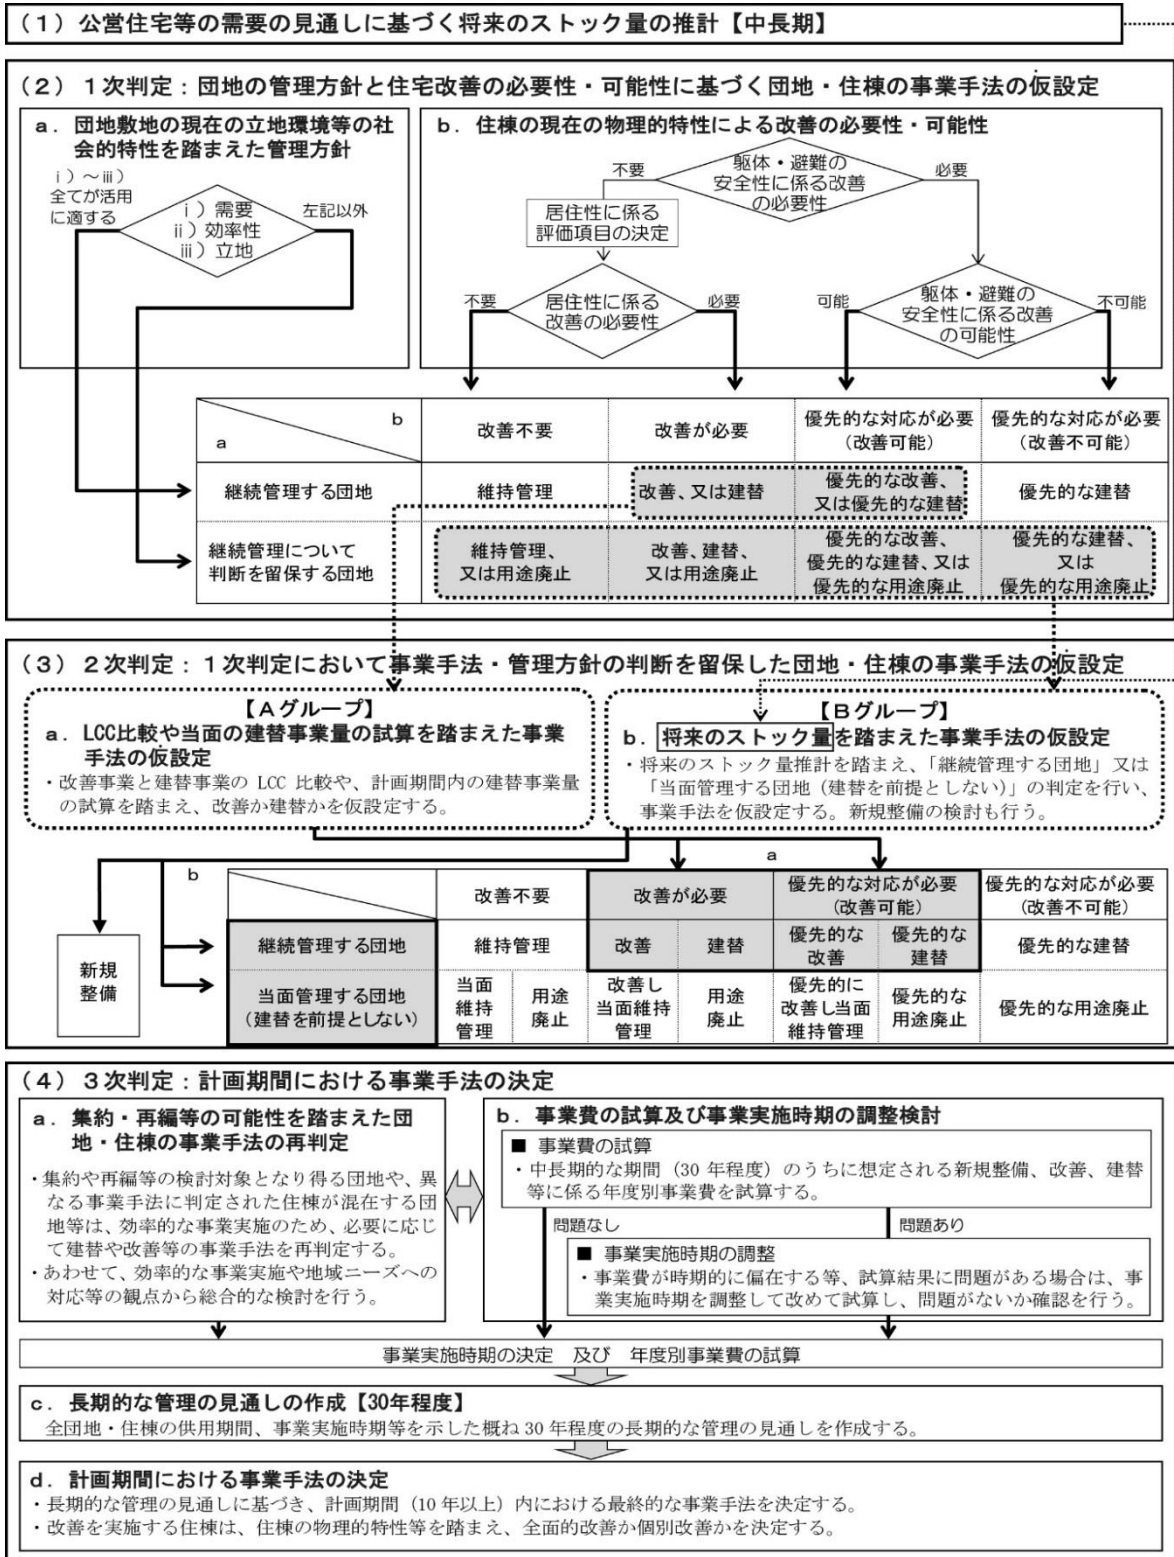 (1) 公営住宅等の需要の見通しに基づく将来のストック量の推計【中長期】
(2) 1次判定：団地の管理方針と住宅改善の必要性・可能性に基づく団地・住棟の事業手法の仮設定
a. 団地敷地の現在の立地環境等の社
会的特性を踏まえた管理方針
ⅰ)～ⅲ)
全てが活用
に適する
ⅰ)需要
ⅱ)効率性
ⅲ)立地
左記以外
b. 住棟の現在の物理的特性による改善の必要性・可能性
不要
躯体・避難の
安全性に係る改善
の必要性
必要
居住性に係る
評価項目の決定
不要
居住性に係る
改善の必要性
必要
可能
躯体・避難の
安全性に係る改善
の可能性
不可能
b
a
改善不要
改善が必要
優先的な対応が必要
(改善可能)
優先的な対応が必要
(改善不可能)
継続管理する団地
維持管理
改善、又は建替
優先的な改善、
又は優先的な建替
優先的な建替
継続管理について
判断を留保する団地
維持管理、
又は用途廃止
改善、建替、
又は用途廃止
優先的な改善、
優先的な建替、又は
優先的な用途廃止
優先的な建替、
又は
優先的な用途廃止
(3) 2次判定：1次判定において事業手法・管理方針の判断を留保した団地・住棟の事業手法の仮設定
【Aグループ】
a. LCC比較や当面の建替事業量の試算を踏まえた事業
手法の仮設定
・改善事業と建替事業の LCC 比較や、計画期間内の建替事業量
の試算を踏まえ、改善か建替かを仮設定する。
【Bグループ】
b. 将来のストック量を踏まえた事業手法の仮設定
・将来のストック量推計を踏まえ、「継続管理する団地」又は
「当面管理する団地（建替を前提としない）」の判定を行い、
事業手法を仮設定する。新規整備の検討も行う。
a
b
改善不要
改善が必要
優先的な対応が必要
(改善可能)
優先的な対応が必要
(改善不可能)
新規
整備
継続管理する団地
維持管理
改善
建替
優先的な
改善
優先的な
建替
優先的な建替
当面管理する団地
(建替を前提としない)
当面
維持
管理
用途
廃止
改善し
当面維持
管理
用途
廃止
優先的に
改善し当面
維持管理
優先的な
用途廃止
優先的な用途廃止
(4) 3次判定：計画期間における事業手法の決定
a. 集約・再編等の可能性を踏まえた団
地・住棟の事業手法の再判定
・集約や再編等の検討対象となり得る団地や、異
なる事業手法に判定された住棟が混在する団
地等は、効率的な事業実施のため、必要に応じ
て建替や改善等の事業手法を再判定する。
・あわせて、効率的な事業実施や地域ニーズへの
対応等の観点から総合的な検討を行う。
b. 事業費の試算及び事業実施時期の調整検討
■ 事業費の試算
・中長期的な期間（30 年程度）のうちに想定される新規整備、改善、建替
等に係る年度別事業費を試算する。
問題なし
問題あり
■ 事業実施時期の調整
・事業費が時期的に偏在する等、試算結果に問題がある場合は、事
業実施時期を調整して改めて試算し、問題がないか確認を行う。
事業実施時期の決定　及び　年度別事業費の試算
c. 長期的な管理の見通しの作成【30年程度】
全団地・住棟の供用期間、事業実施時期等を示した概ね 30 年程度の長期的な管理の見通しを作成する。
d. 計画期間における事業手法の決定
・長期的な管理の見通しに基づき、計画期間（10 年以上）内における最終的な事業手法を決定する。
・改善を実施する住棟は、住棟の物理的特性等を踏まえ、全面的改善か個別改善かを決定する。